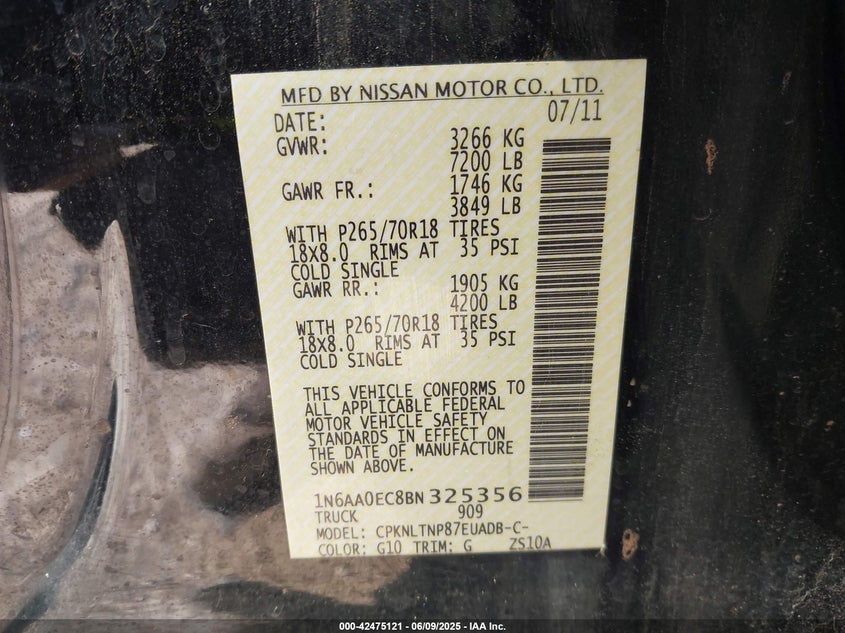 MFD BY NISSAN MOTOR CO., LTD.
DATE: 07/11
GVWR: 3266 KG
7200 LB
GAWR FR.: 1746 KG
3849 LB
WITH P265/70R18 TIRES
18X8.0 RIMS AT 35 PSI
COLD SINGLE
GAWR RR.: 1905 KG
4200 LB
WITH P265/70R18 TIRES
18X8.0 RIMS AT 35 PSI
COLD SINGLE
THIS VEHICLE CONFORMS TO
ALL APPLICABLE FEDERAL
MOTOR VEHICLE SAFETY
STANDARDS IN EFFECT ON
THE DATE OF MANUFACTURE
SHOWN ABOVE.
1N6AA0EC8BN325356
TRUCK 909
MODEL: CPKNLTNP87EUADB-C-
COLOR: G10 TRIM: G ZS10A
000-42475121 - 06/09/2025 - IAA Inc.